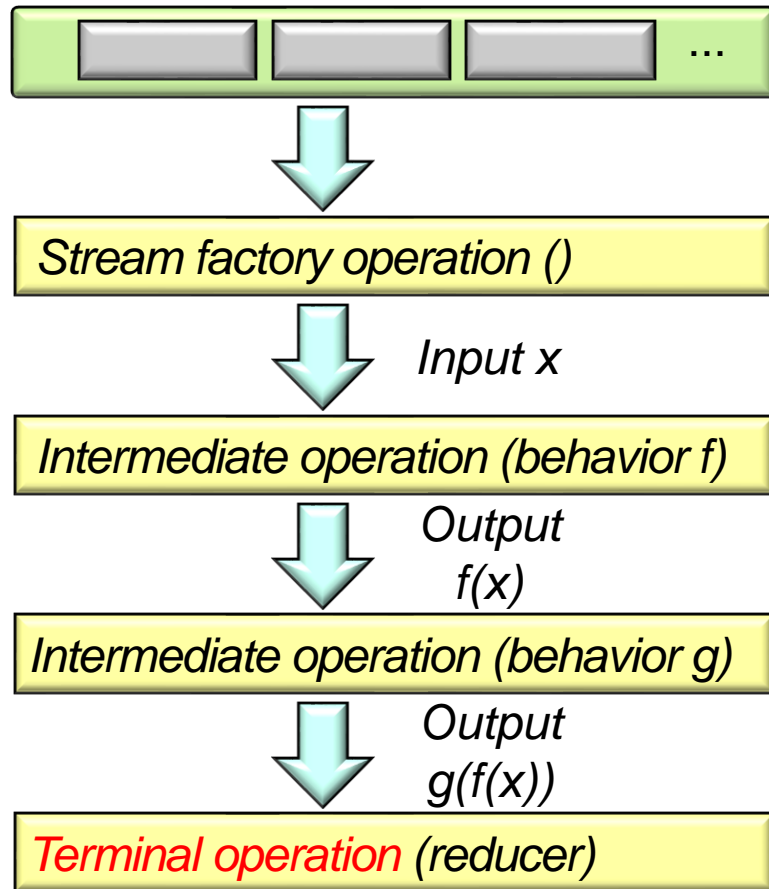 ...
Stream factory operation ()
Input x
Intermediate operation (behavior f)
Output
f(x)
Intermediate operation (behavior g)
Output
g(f(x))
Terminal operation (reducer)